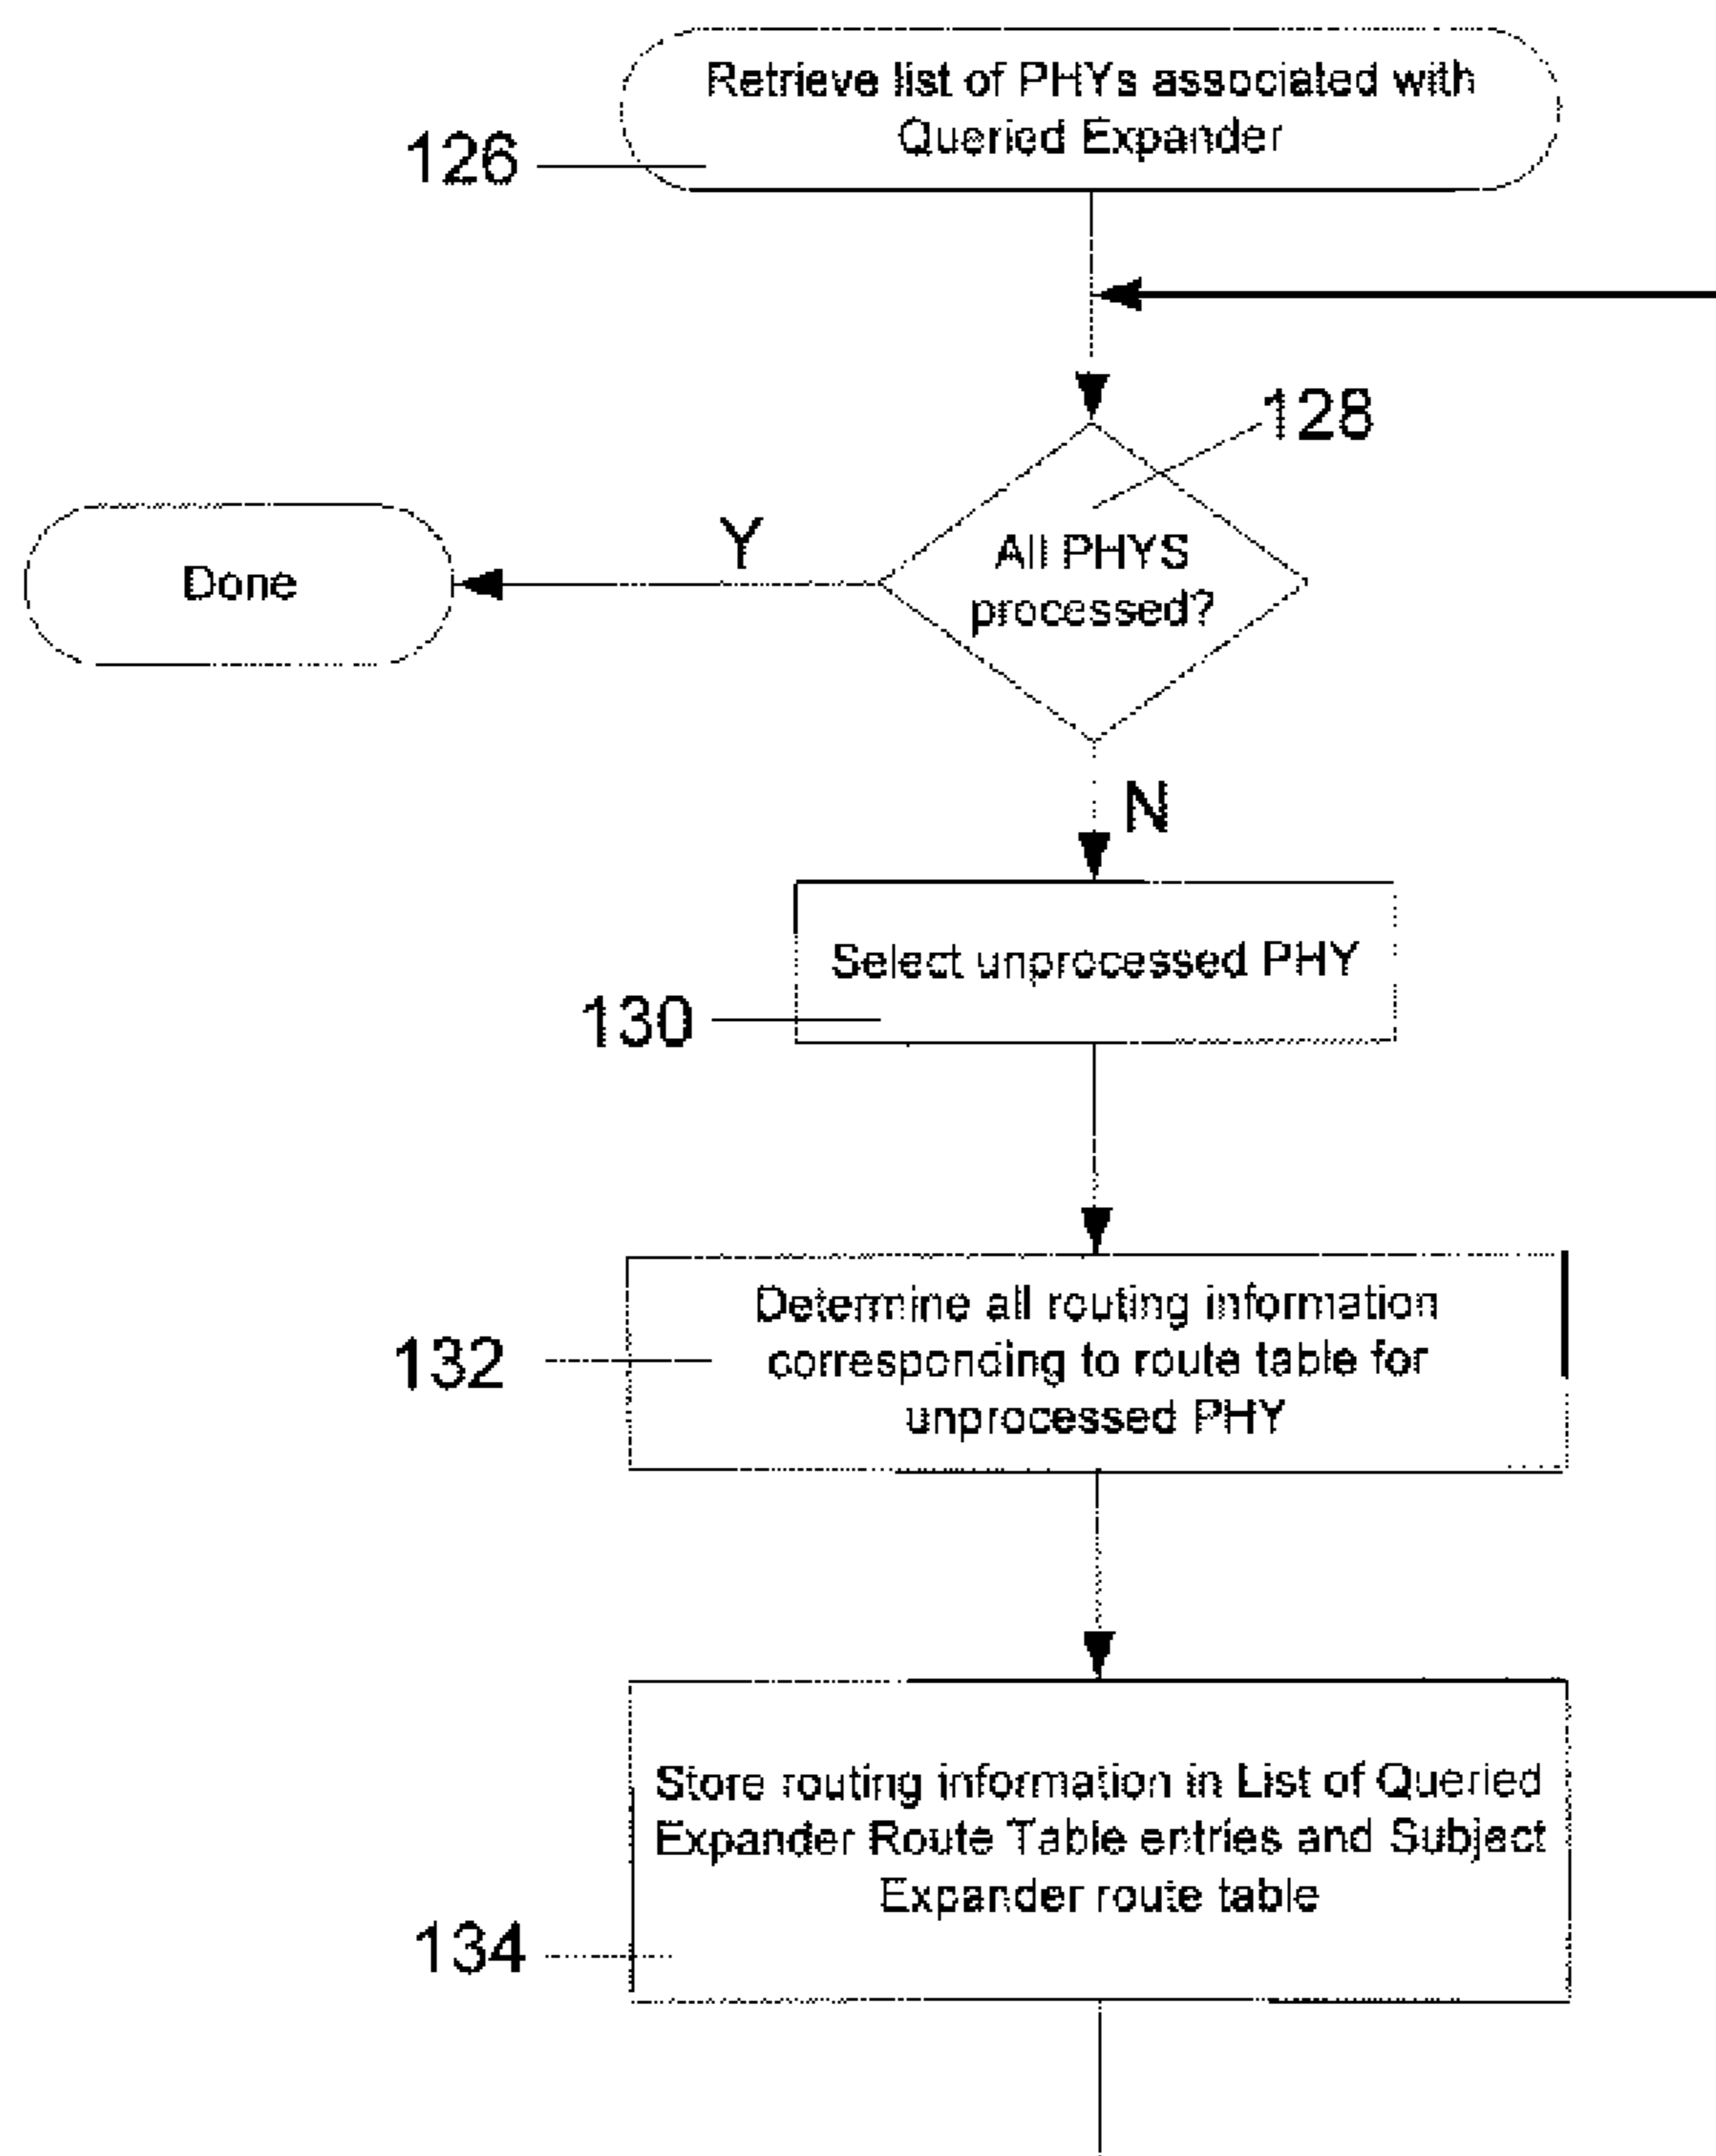 Retrieve list of PHYs associated with
Queried Expander
126
128
All PHYS
processed?
Y
Done
N
Select unprocessed PHY
130
Determine all routing information
corresponding to route table for
unprocessed PHY
132
Store routing information in List of Queried
Expander Route Table entries and Subject
Expander route table
134